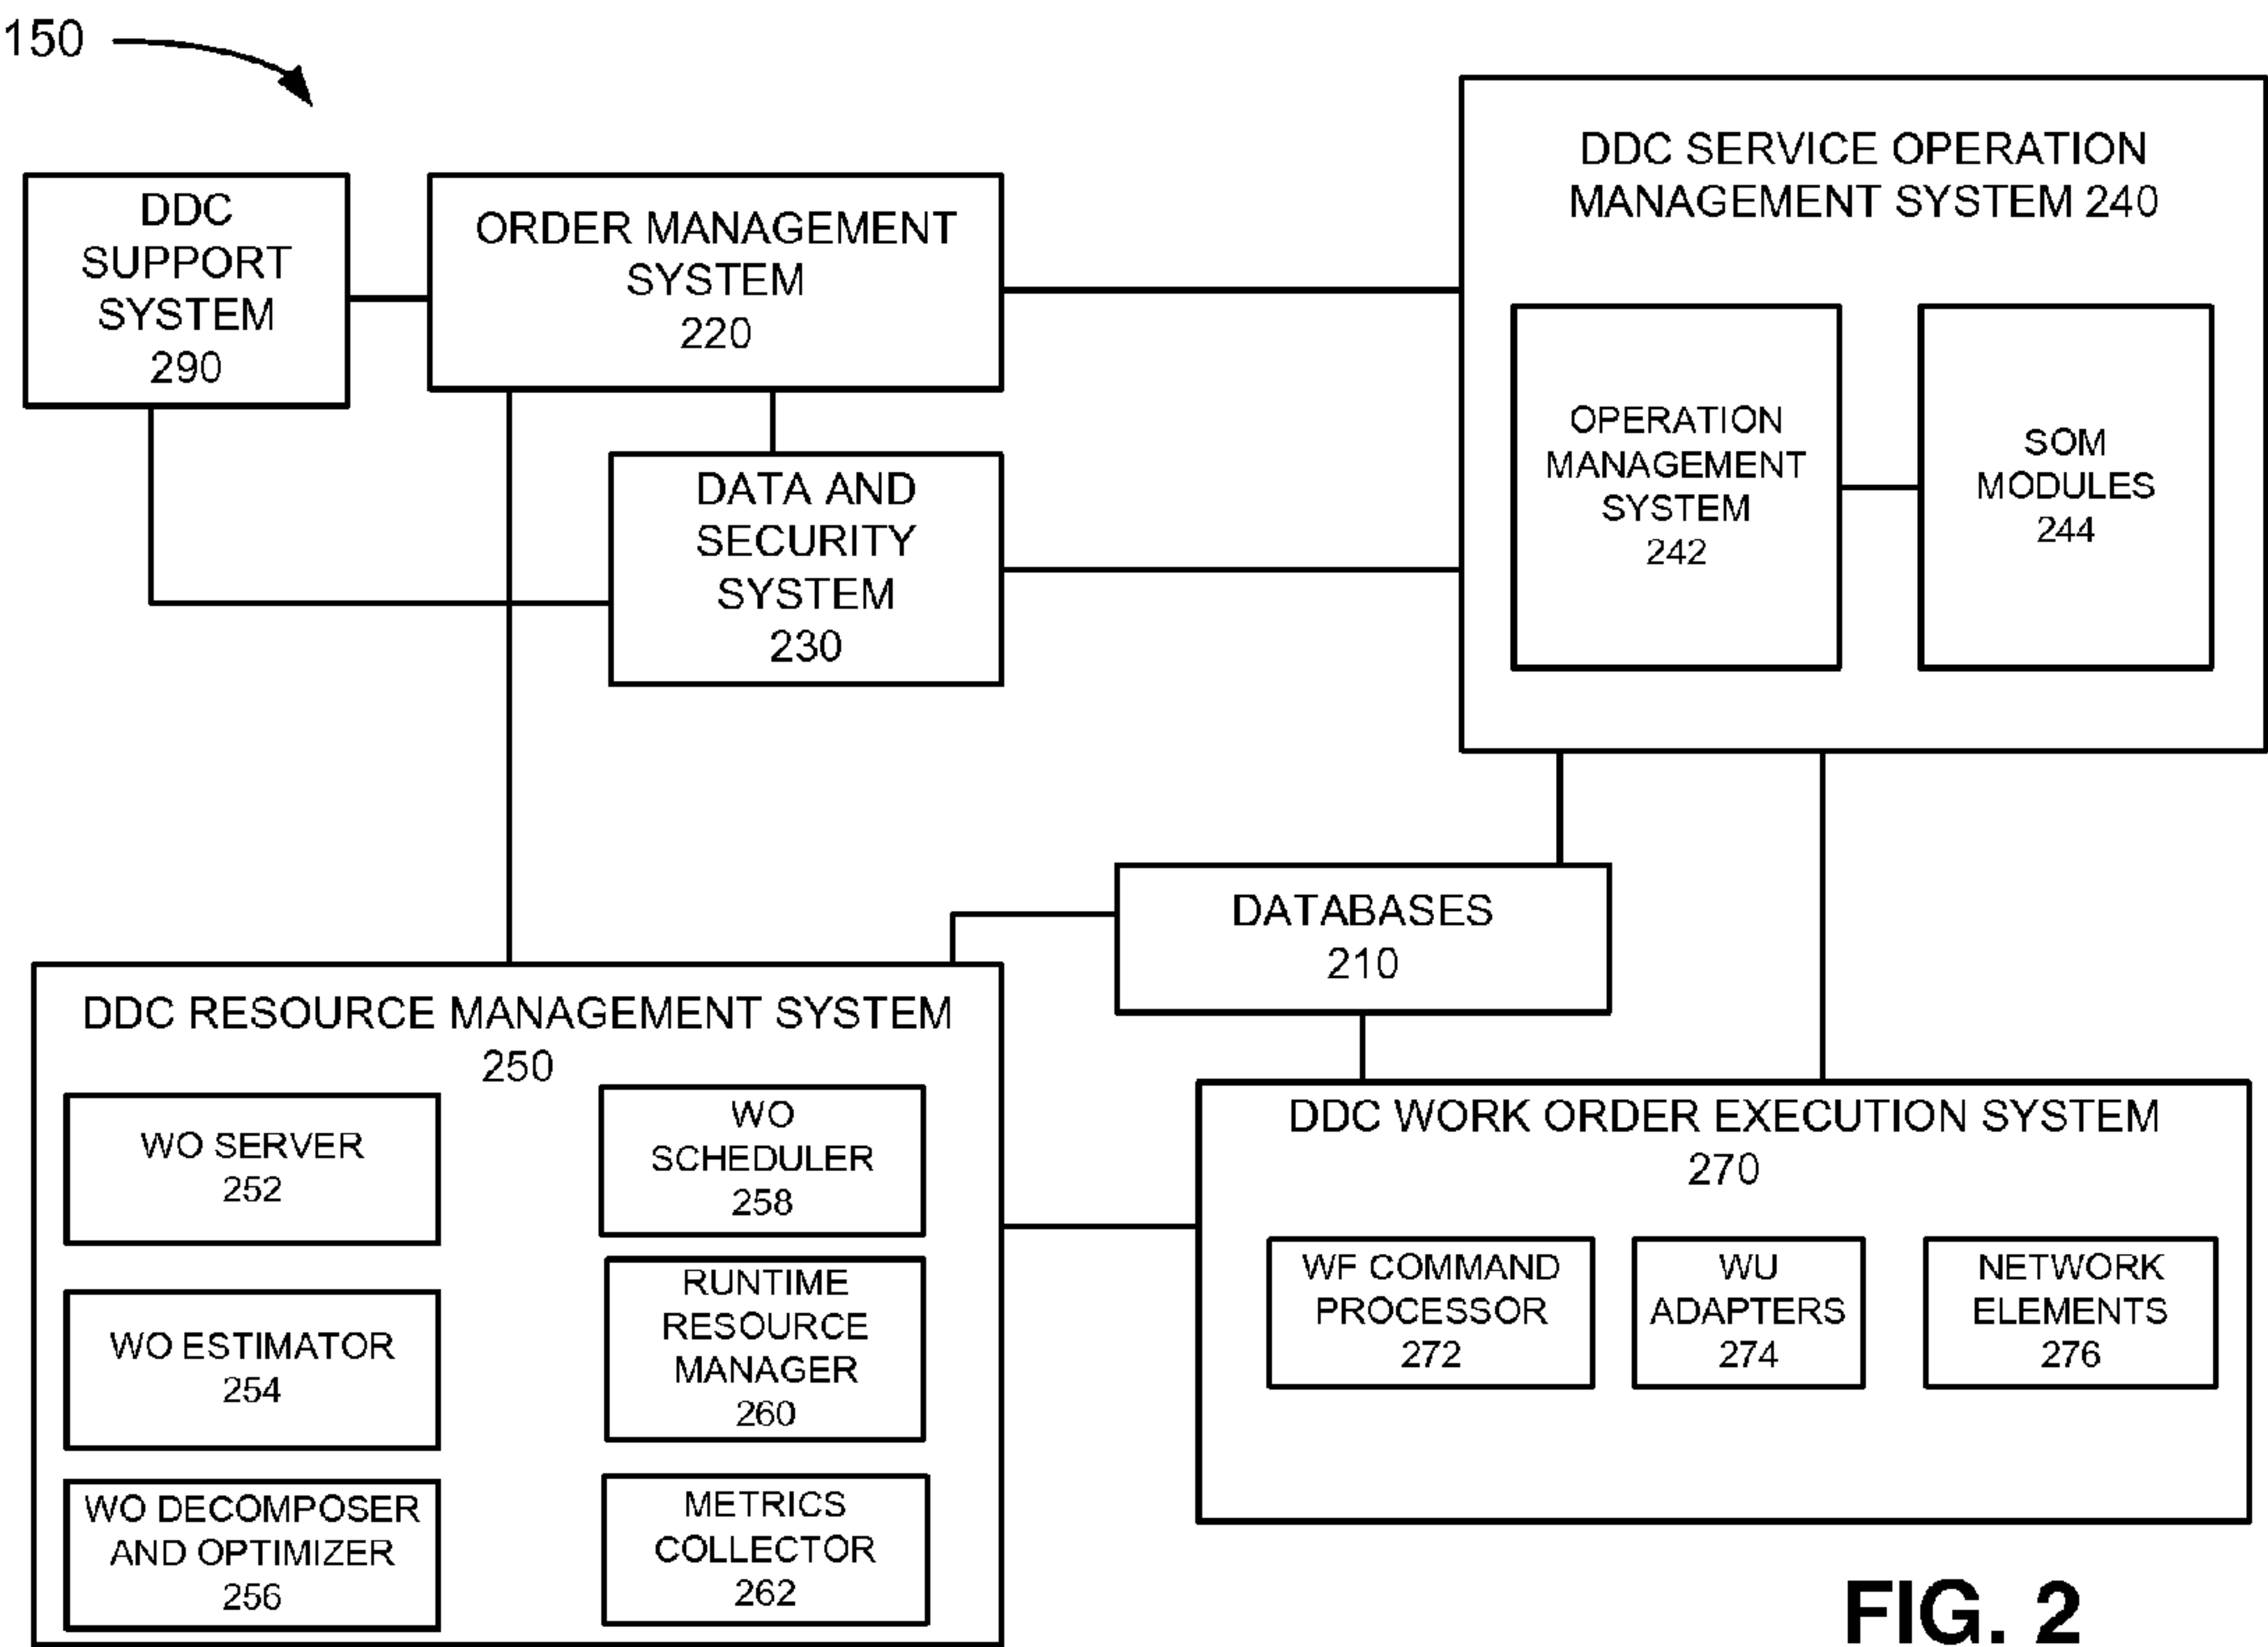 150
DDC
SUPPORT
SYSTEM
290
ORDER MANAGEMENT
SYSTEM
220
DATA AND
SECURITY
SYSTEM
230
DDC SERVICE OPERATION
MANAGEMENT SYSTEM 240
OPERATION
MANAGEMENT
SYSTEM
242
SOM
MODULES
244
DATABASES
210
DDC RESOURCE MANAGEMENT SYSTEM
250
WO SERVER
252
WO ESTIMATOR
254
WO DECOMPOSER
AND OPTIMIZER
256
WO
SCHEDULER
258
RUNTIME
RESOURCE
MANAGER
260
METRICS
COLLECTOR
262
DDC WORK ORDER EXECUTION SYSTEM
270
WF COMMAND
PROCESSOR
272
WU
ADAPTERS
274
NETWORK
ELEMENTS
276
FIG. 2